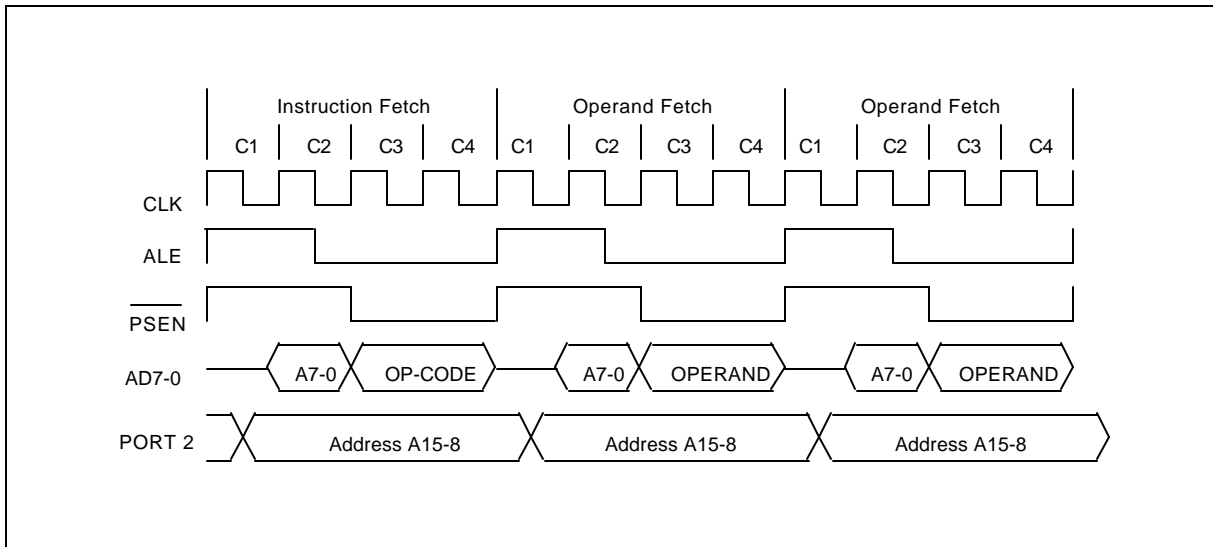 Instruction Fetch Operand Fetch Operand Fetch
C1 C2 C3 C4 C1 C2 C3 C4 C1 C2 C3 C4
CLK
ALE
PSEN
AD7-0 A7-0 OP-CODE A7-0 OPERAND A7-0 OPERAND
PORT 2 Address A15-8 Address A15-8 Address A15-8